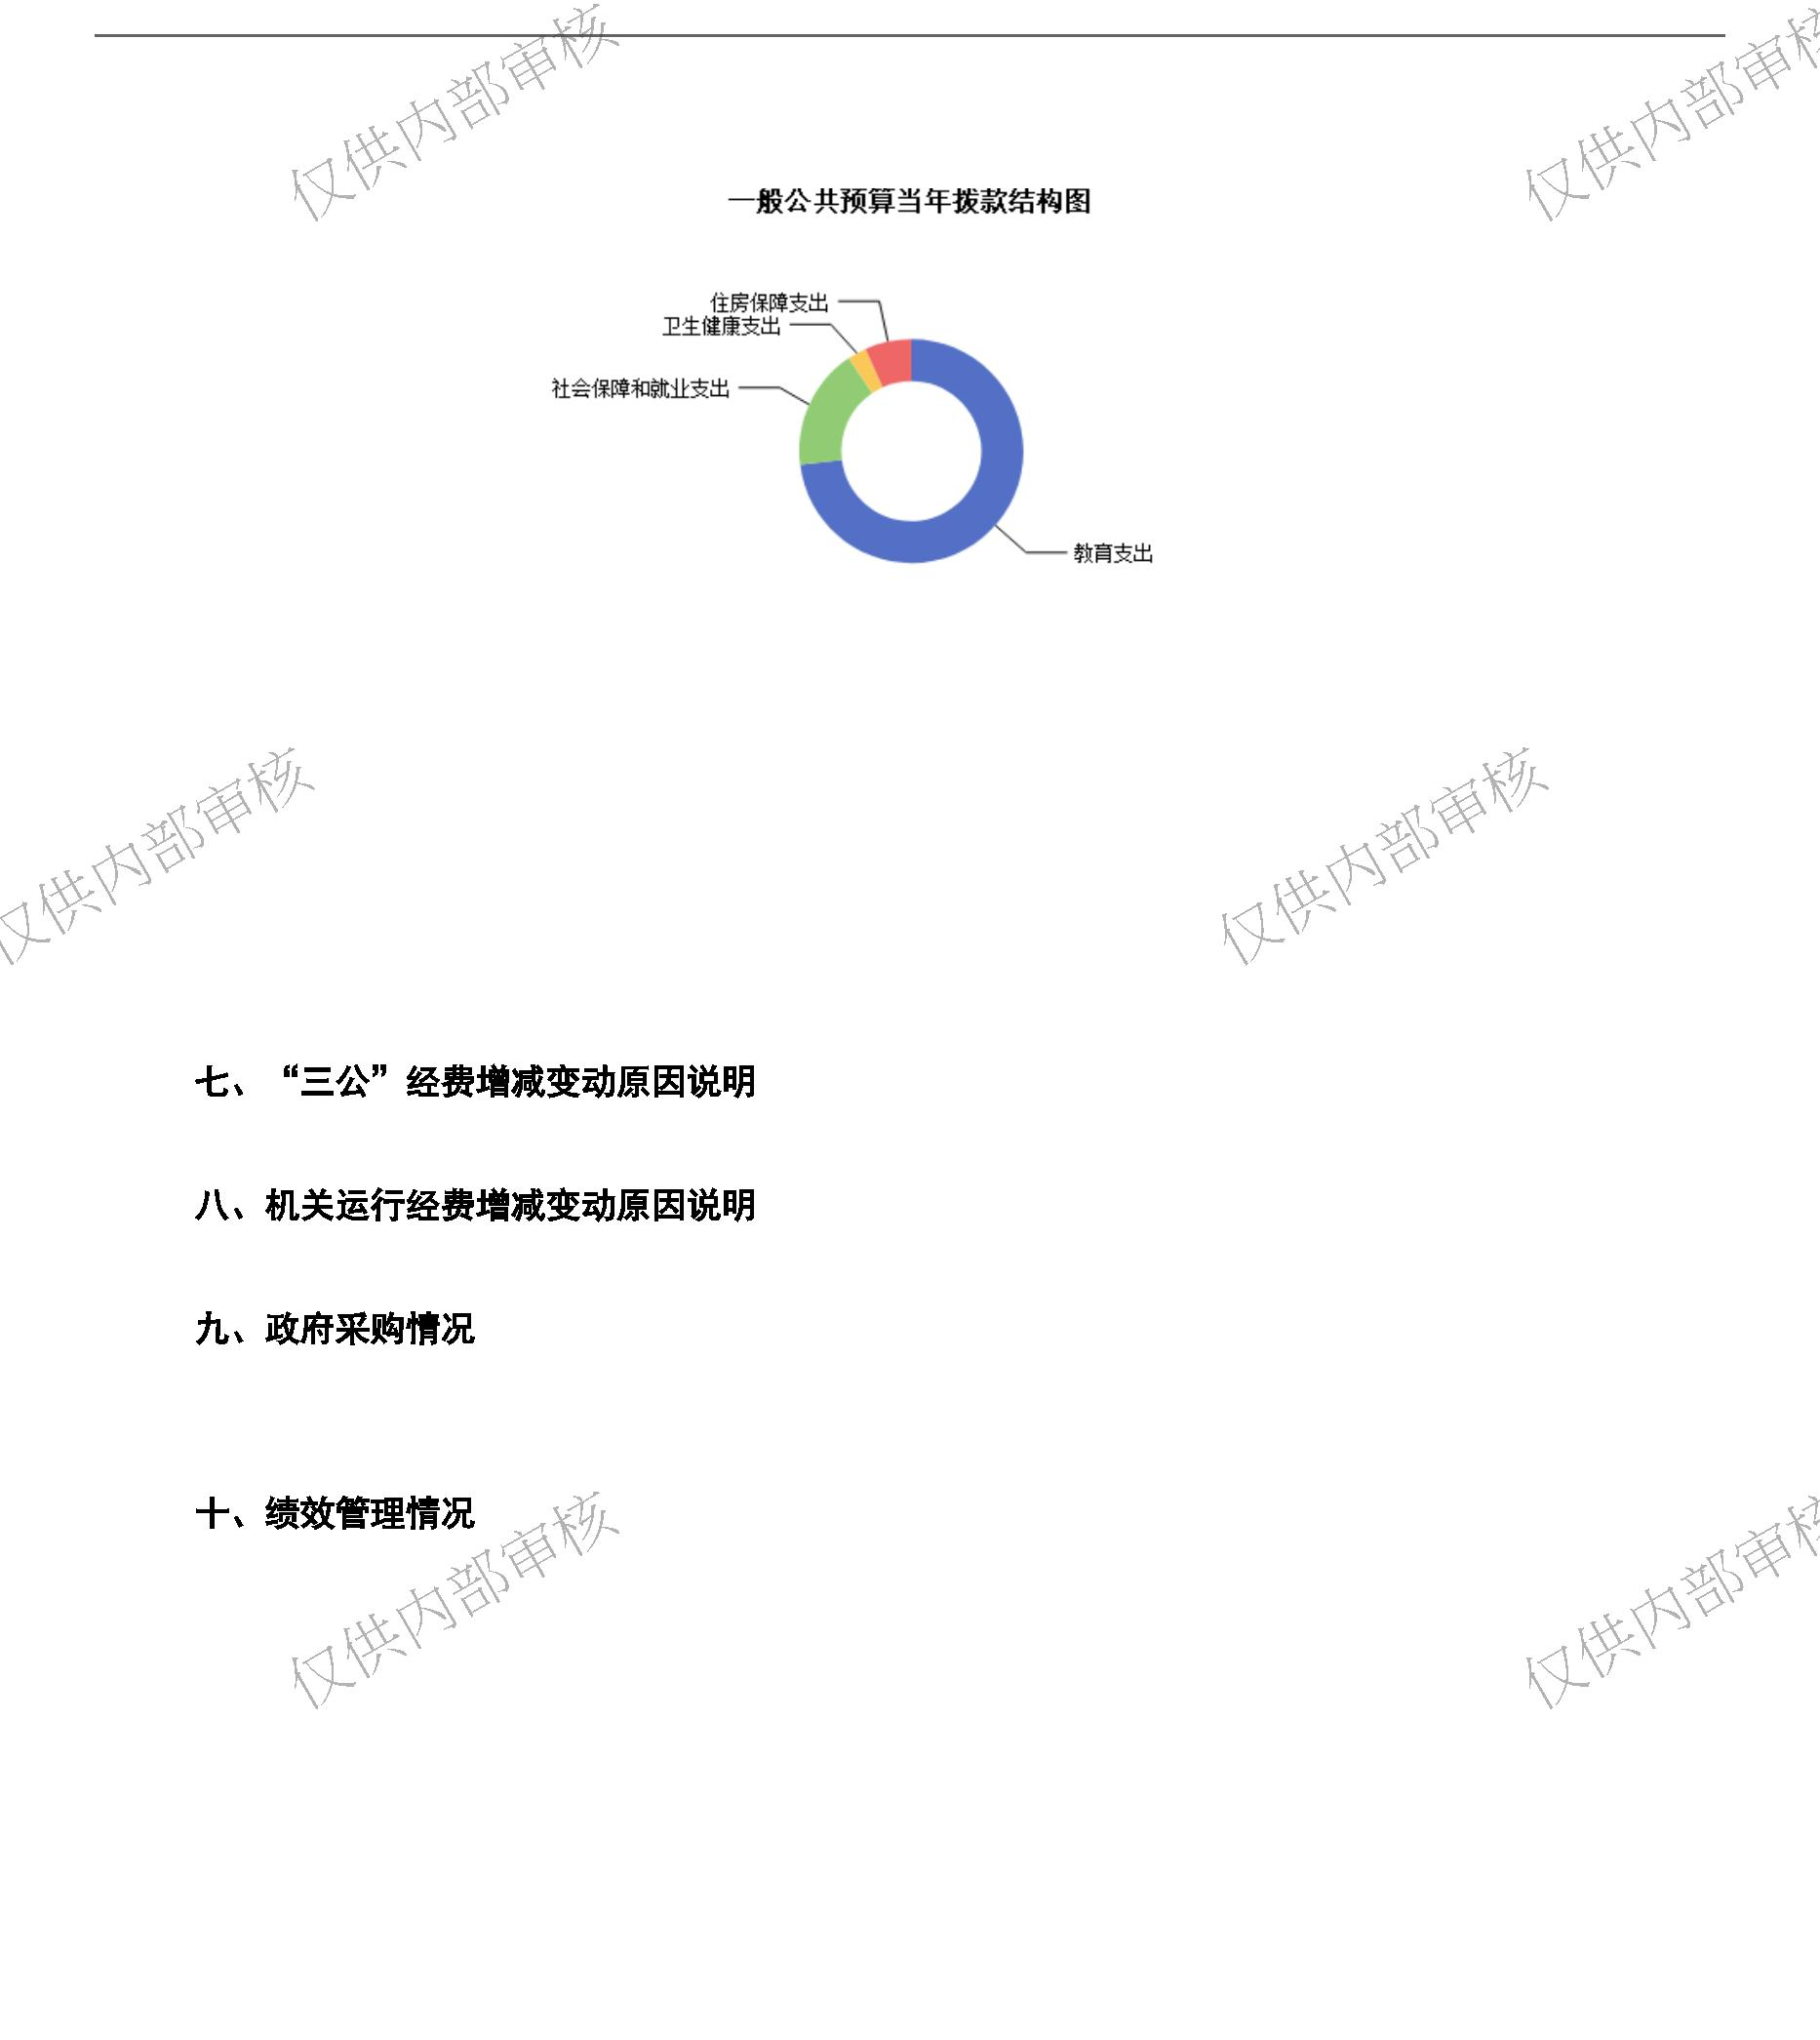 仅供内部审核
仅供内部审核
一般公共预算当年拨款结构图
住房保障支出
卫生健康支出
社会保障和就业支出
教育支出
仅供内部审核
仅供内部审核
七、“三公”经费增减变动原因说明
八、机关运行经费增减变动原因说明
九、政府采购情况
十、绩效管理情况
仅供内部审核
仅供内部审核